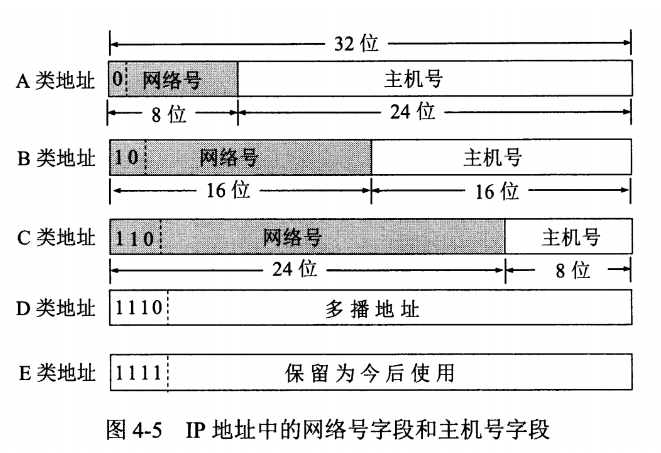 32 位
A 类地址 0 网络号 主机号
8 位 24 位
B 类地址 10 网络号 主机号
16 位 16 位
C 类地址 110 网络号 主机号
24 位 8 位
D 类地址 1110 多播地址
E 类地址 1111 保留为今后使用
图 4-5 IP 地址中的网络号字段和主机号字段